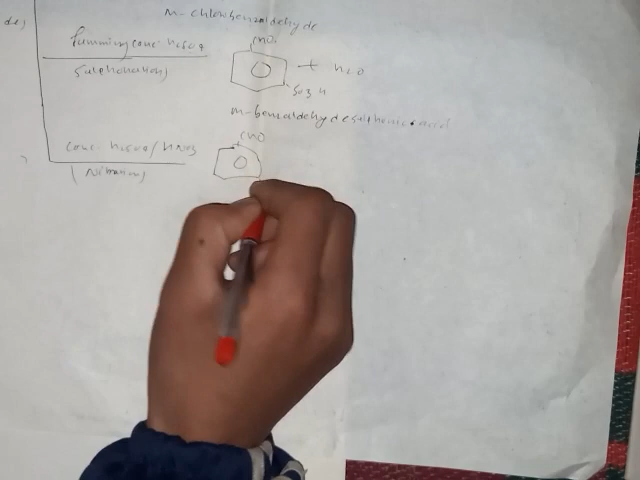 m-chlorobenzaldehyde
CHO
fumming conc. H2SO4
(Sulphonation)
+ H2O
SO3H
m-benzaldehydesulphonic acid
CHO
conc. H2SO4/HNO3
(Nitration)